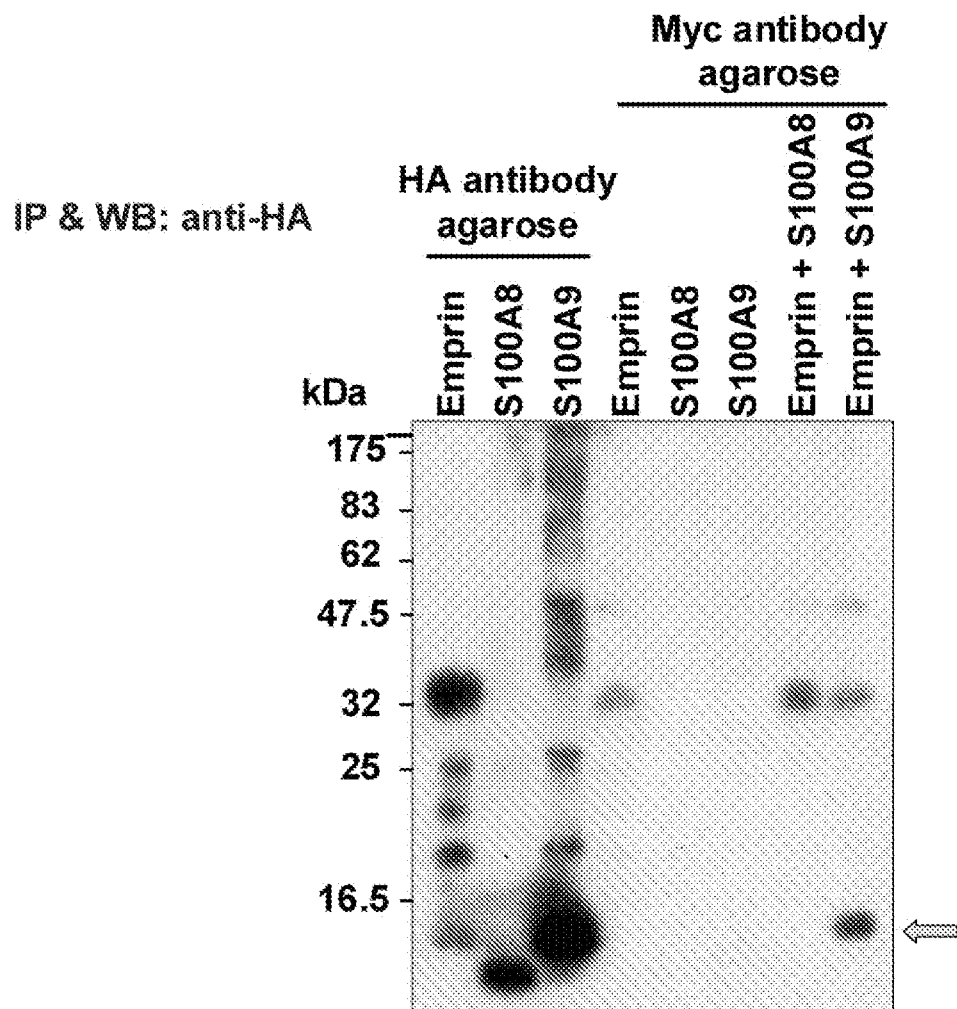 Myc antibody
agarose
HA antibody
agarose
IP & WB: anti-HA
Emprin
S100A8
S100A9
Emprin
S100A8
S100A9
Emprin + S100A8
Emprin + S100A9
kDa
175
83
62
47.5
32
25
16.5